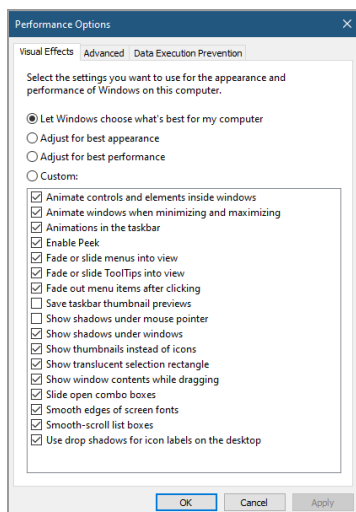 Performance Options
Visual Effects Advanced Data Execution Prevention
Select the settings you want to use for the appearance and
performance of Windows on this computer.
Let Windows choose what's best for my computer
Adjust for best appearance
Adjust for best performance
Custom:
Animate controls and elements inside windows
Animate windows when minimizing and maximizing
Animations in the taskbar
Enable Peek
Fade or slide menus into view
Fade or slide ToolTips into view
Fade out menu items after clicking
Save taskbar thumbnail previews
Show shadows under mouse pointer
Show shadows under windows
Show thumbnails instead of icons
Show translucent selection rectangle
Show window contents while dragging
Slide open combo boxes
Smooth edges of screen fonts
Smooth-scroll list boxes
Use drop shadows for icon labels on the desktop
OK Cancel Apply